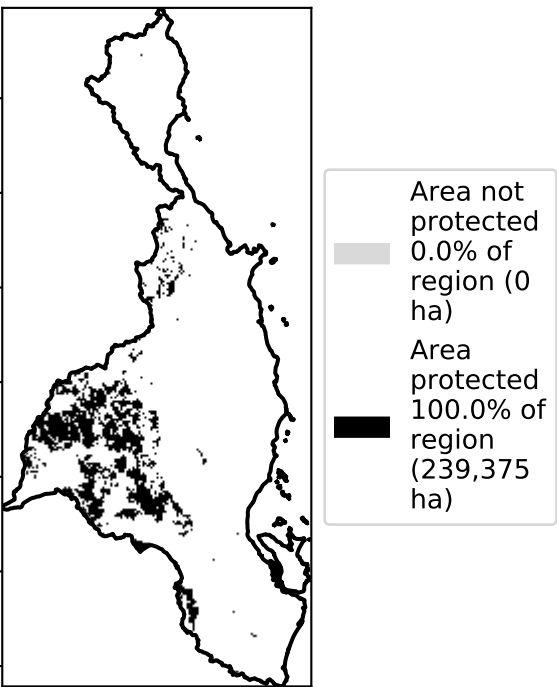 Area not
protected
0.0% of
region (0
ha)
Area
protected
100.0% of
region
(239,375
ha)